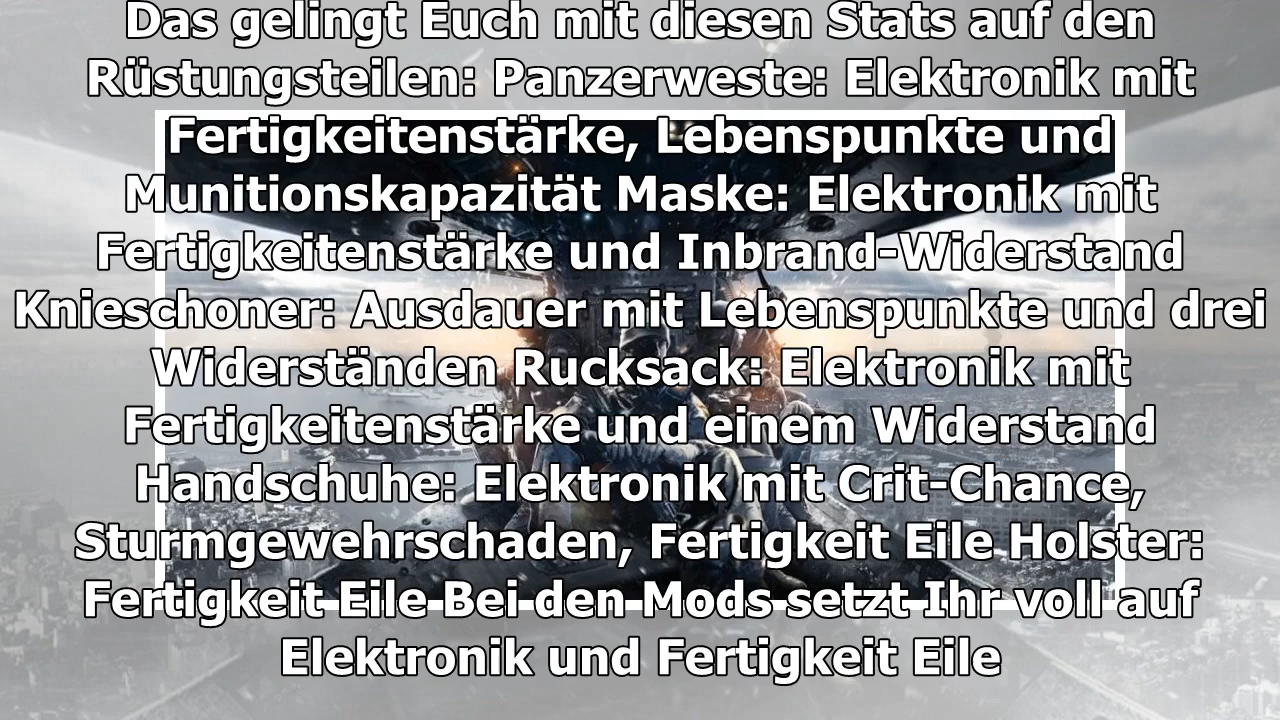 Das gelingt Euch mit diesen Stats auf den
Rüstungsteilen: Panzerweste: Elektronik mit
Fertigkeitenstärke, Lebenspunkte und
Munitionskapazität Maske: Elektronik mit
Fertigkeitenstärke und Inbrand-Widerstand
Knieschoner: Ausdauer mit Lebenspunkte und drei
Widerständen Rucksack: Elektronik mit
Fertigkeitenstärke und einem Widerstand
Handschuhe: Elektronik mit Crit-Chance,
Sturmgewehrschaden, Fertigkeit Eile Holster:
Fertigkeit Eile Bei den Mods setzt Ihr voll auf
Elektronik und Fertigkeit Eile